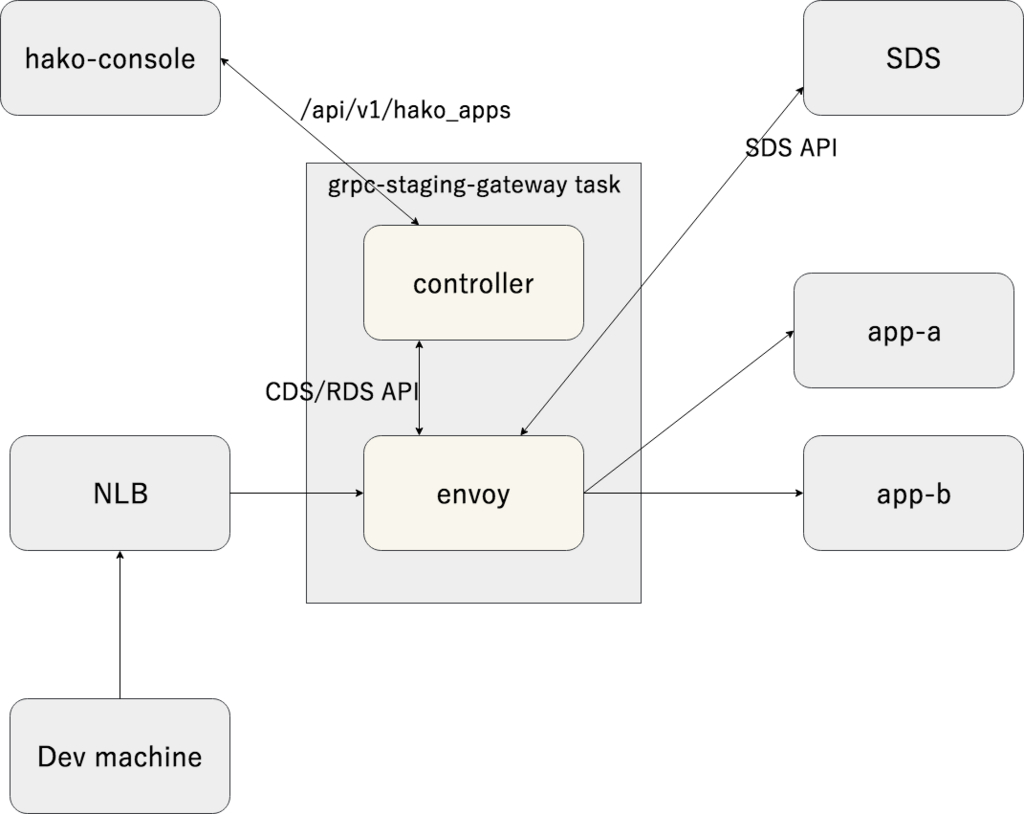 hako-console
SDS
/api/v1/hako_apps
SDS API
grpc-staging-gateway task
controller
app-a
CDS/RDS API
NLB
envoy
app-b
Dev machine